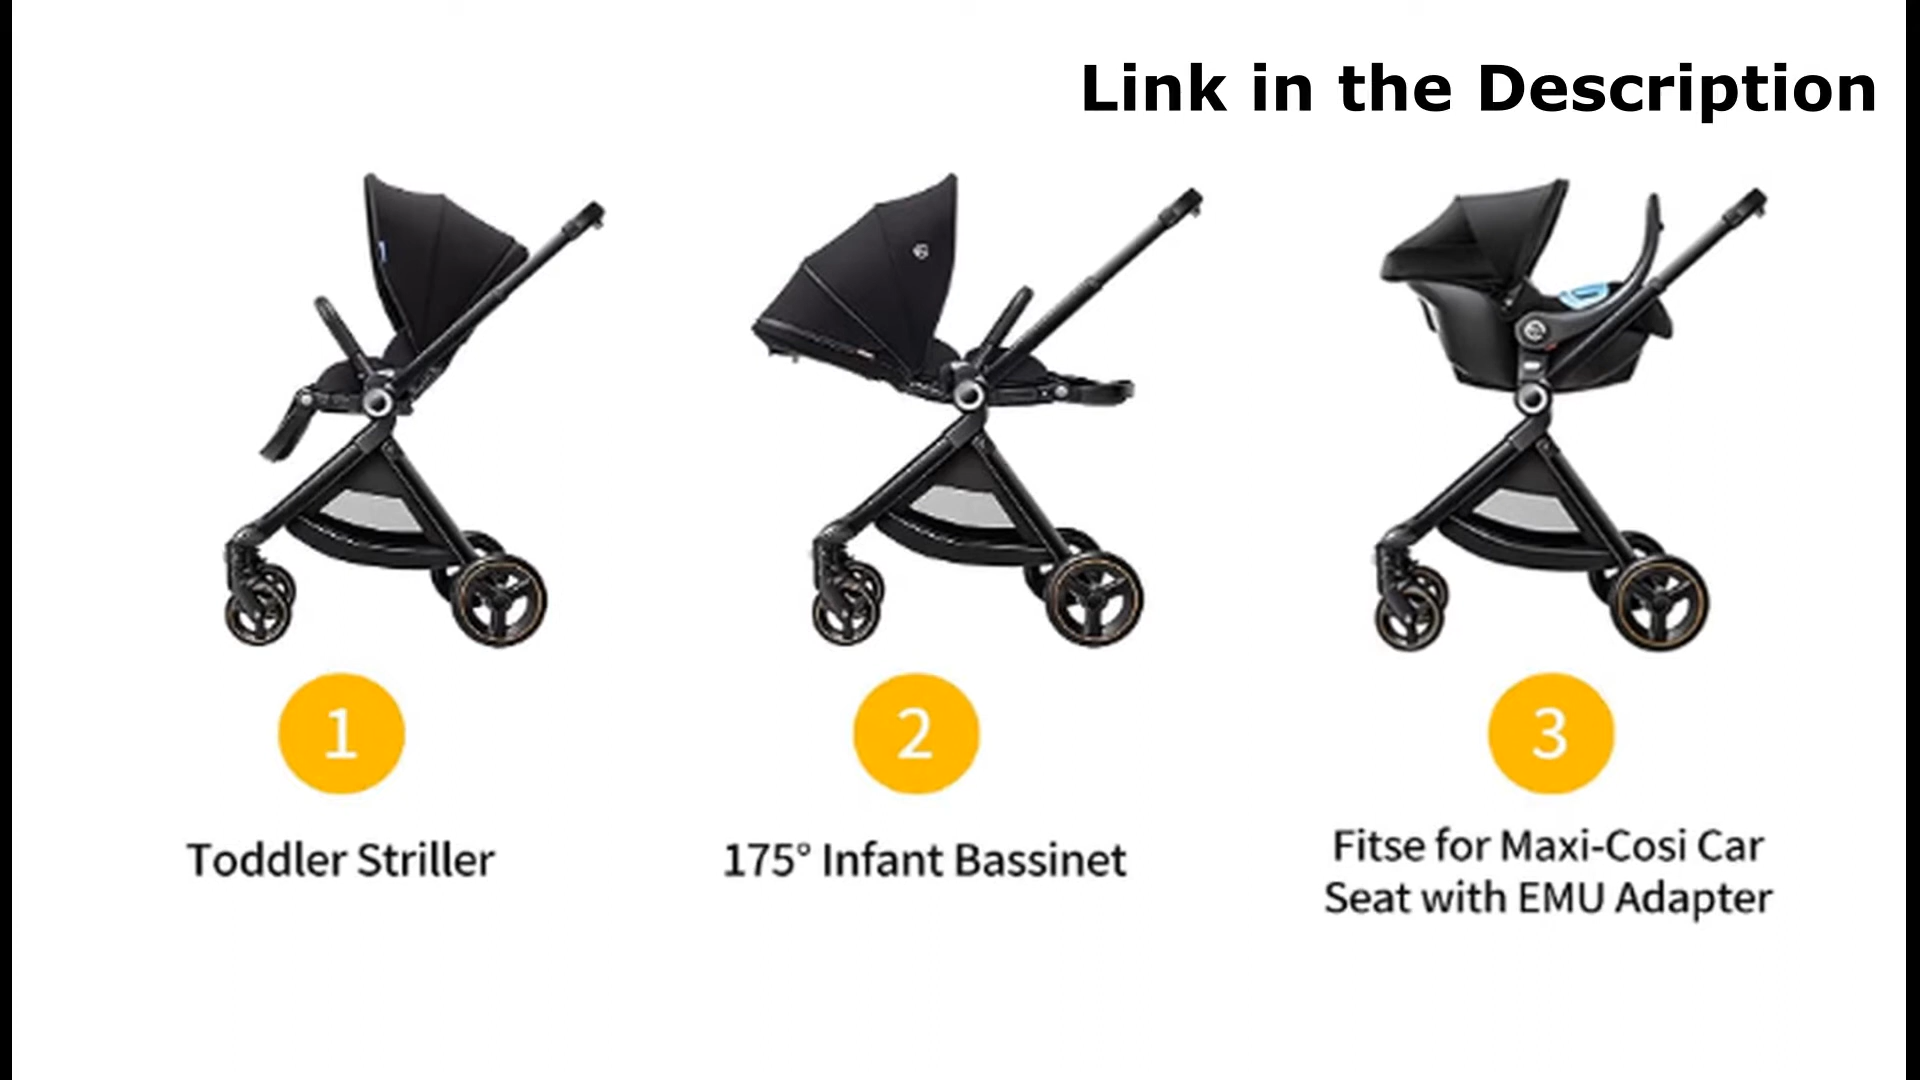 Link in the Description
1
2
3
Toddler Striller
175° Infant Bassinet
Fitse for Maxi-Cosi Car
Seat with EMU Adapter